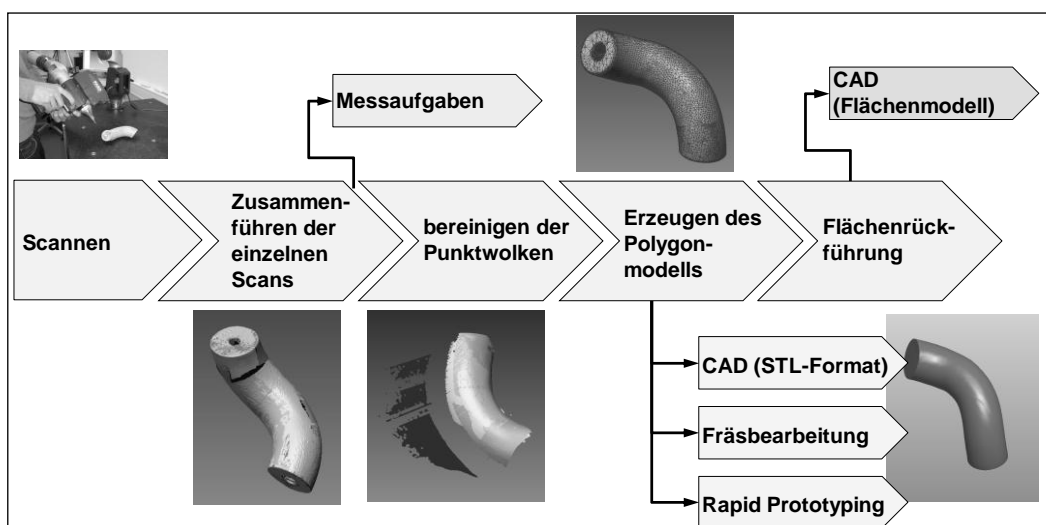 Messaufgaben
CAD
(Flächenmodell)
Scannen
Zusammen-
führen der
einzelnen
Scans
bereinigen der
Punktwolken
Erzeugen des
Polygon-
modells
Flächenrück-
führung
CAD (STL-Format)
Fräsbearbeitung
Rapid Prototyping